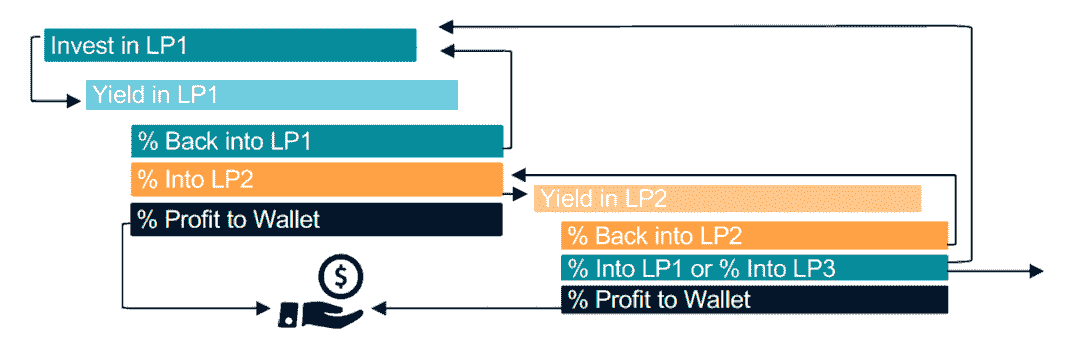 Invest in LP1
Yield in LP1
% Back into LP1
% Into LP2
% Profit to Wallet
Yield in LP2
% Back into LP2
% Into LP1 or % Into LP3
% Profit to Wallet
$